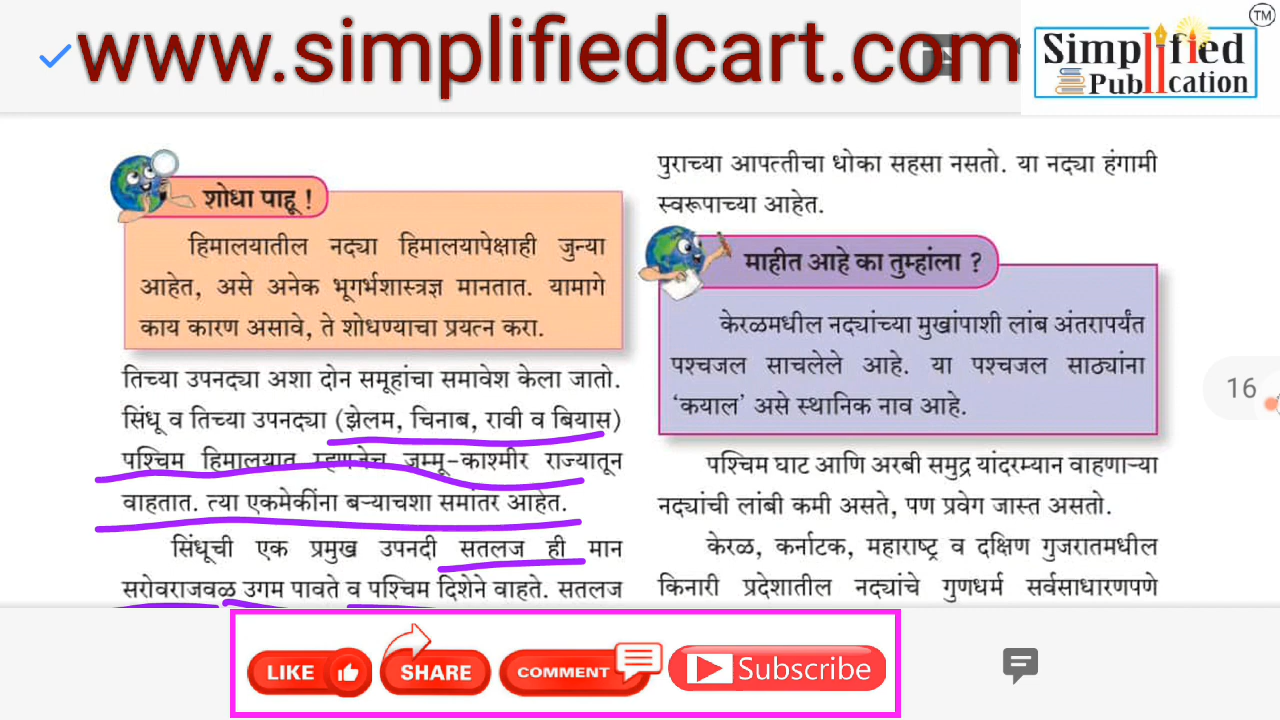 www.simplifiedcart.com
Simplified
Publication
TM
शोधा पाहू !
हिमालयातील नद्या हिमालयापेक्षाही जुन्या
आहेत, असे अनेक भूगर्भशास्त्रज्ञ मानतात. यामागे
काय कारण असावे, ते शोधण्याचा प्रयत्न करा.
तिच्या उपनद्या अशा दोन समूहांचा समावेश केला जातो.
सिंधू व तिच्या उपनद्या (झेलम, चिनाब, रावी व बियास)
पश्चिम हिमालयात म्हणजेच जम्मू-काश्मीर राज्यातून
वाहतात. त्या एकमेकींना बऱ्याचशा समांतर आहेत.
सिंधूची एक प्रमुख उपनदी सतलज ही मान
सरोवराजवळ उगम पावते व पश्चिम दिशेने वाहते. सतलज
पुराच्या आपत्तीचा धोका सहसा नसतो. या नद्या हंगामी
स्वरूपाच्या आहेत.
माहीत आहे का तुम्हांला ?
केरळमधील नद्यांच्या मुखांपाशी लांब अंतरापर्यंत
पश्चजल साचलेले आहे. या पश्चजल साठ्यांना
‘कयाल’ असे स्थानिक नाव आहे.
पश्चिम घाट आणि अरबी समुद्र यांदरम्यान वाहणाऱ्या
नद्यांची लांबी कमी असते, पण प्रवेग जास्त असतो.
केरळ, कर्नाटक, महाराष्ट्र व दक्षिण गुजरातमधील
किनारी प्रदेशातील नद्यांचे गुणधर्म सर्वसाधारणपणे
16
LIKE
SHARE
COMMENT
Subscribe